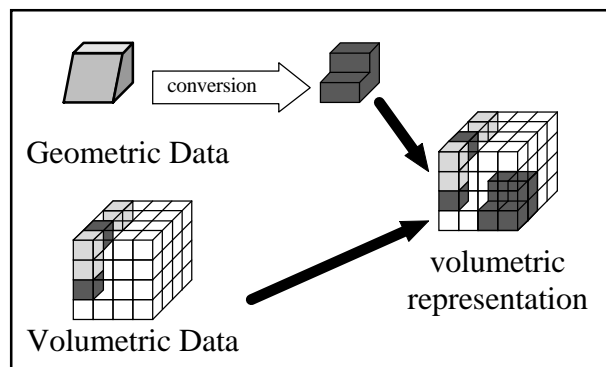 conversion
Geometric Data
volumetric
representation
Volumetric Data